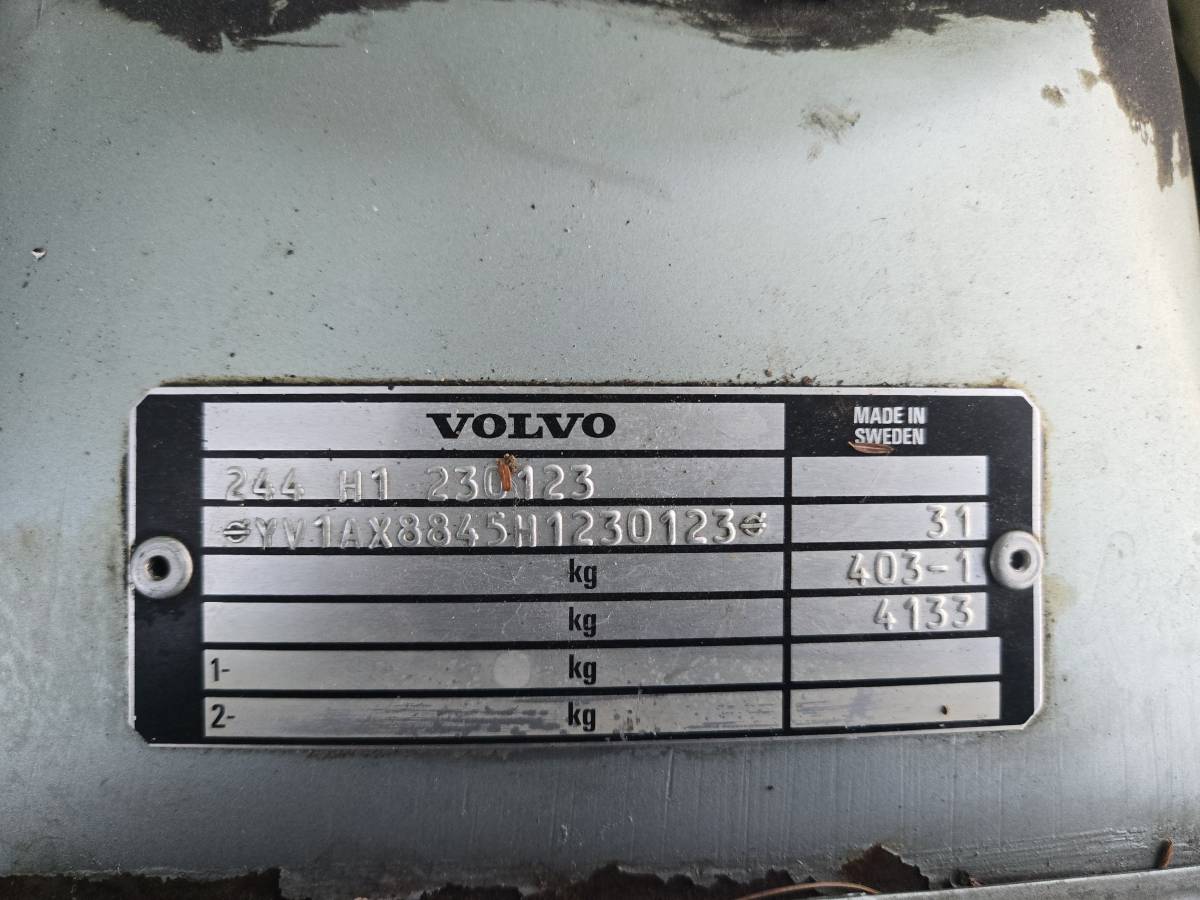 VOLVO
MADE IN
SWEDEN
244 H1 230123
YV1AX8845H1230123
31
kg
403-1
kg
4133
1- kg
2- kg